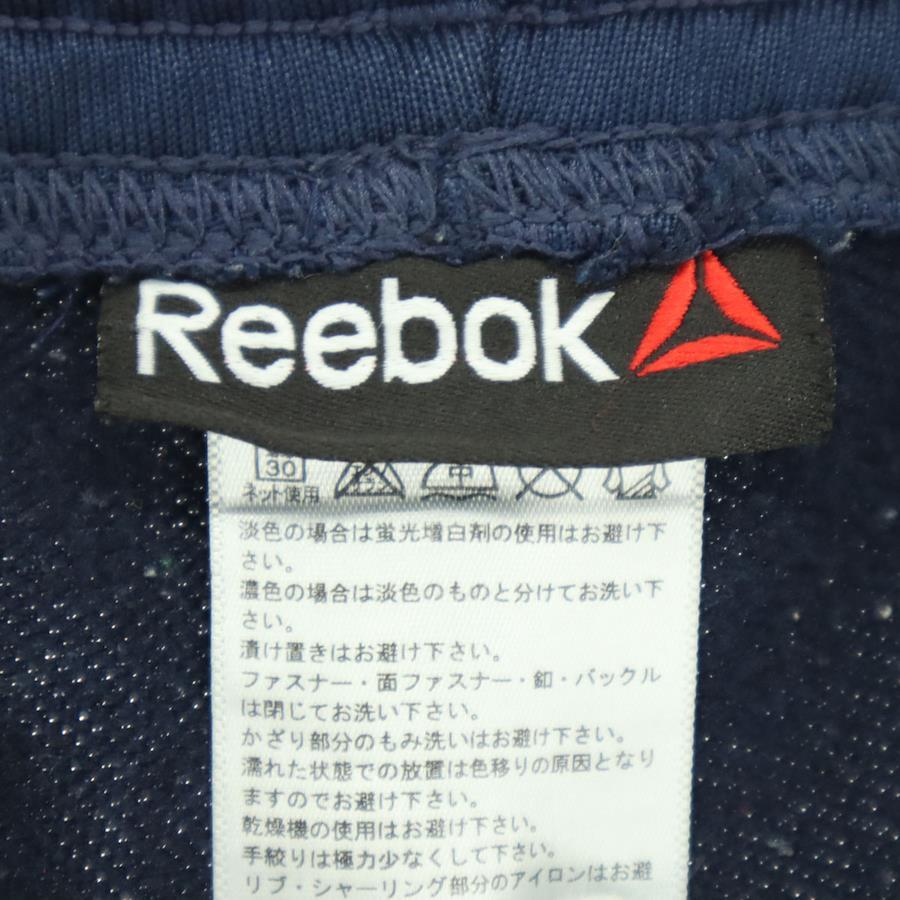 Reebok
30
中
ネット使用
淡色の場合は蛍光増白剤の使用はお避け下
さい。
濃色の場合は淡色のものと分けてお洗い下
さい。
漬け置きはお避け下さい。
ファスナー・面ファスナー・釦・バックル
は閉じてお洗い下さい。
かざり部分のもみ洗いはお避け下さい。
濡れた状態での放置は色移りの原因となり
ますのでお避け下さい。
乾燥機の使用はお避け下さい。
手絞りは極力少なくして下さい。
リブ・シャーリング部分のアイロンはお避